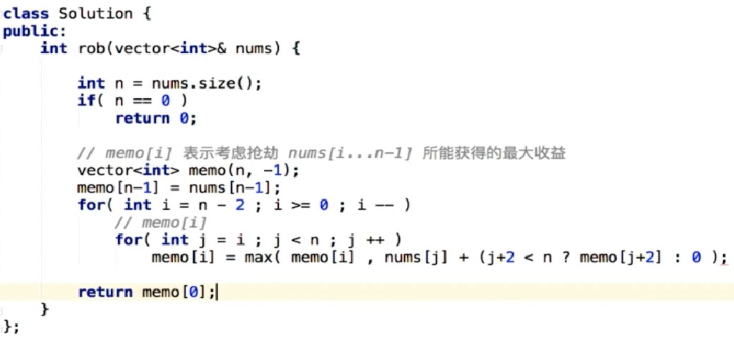 class Solution {
public:
    int rob(vector<int>& nums) {
        int n = nums.size();
        if( n == 0 )
            return 0;
        // memo[i] 表示考虑抢劫 nums[i...n-1] 所能获得的最大收益
        vector<int> memo(n, -1);
        memo[n-1] = nums[n-1];
        for( int i = n - 2 ; i >= 0 ; i -- )
            // memo[i]
            for( int j = i ; j < n ; j ++ )
                memo[i] = max( memo[i] , nums[j] + (j+2 < n ? memo[j+2] : 0 );
        return memo[0];
    }
};